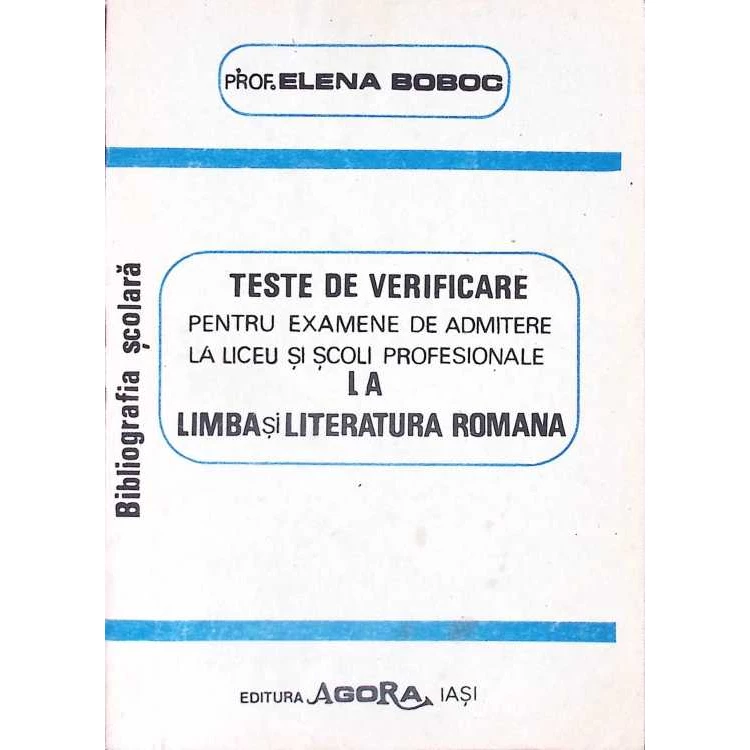 PROF. ELENA BOBOC
Bibliografia școlară
TESTE DE VERIFICARE
PENTRU EXAMENE DE ADMITERE
LA LICEU ȘI ȘCOLI PROFESIONALE
LA
LIMBA și LITERATURA ROMANA
EDITURA AGORA IAȘI